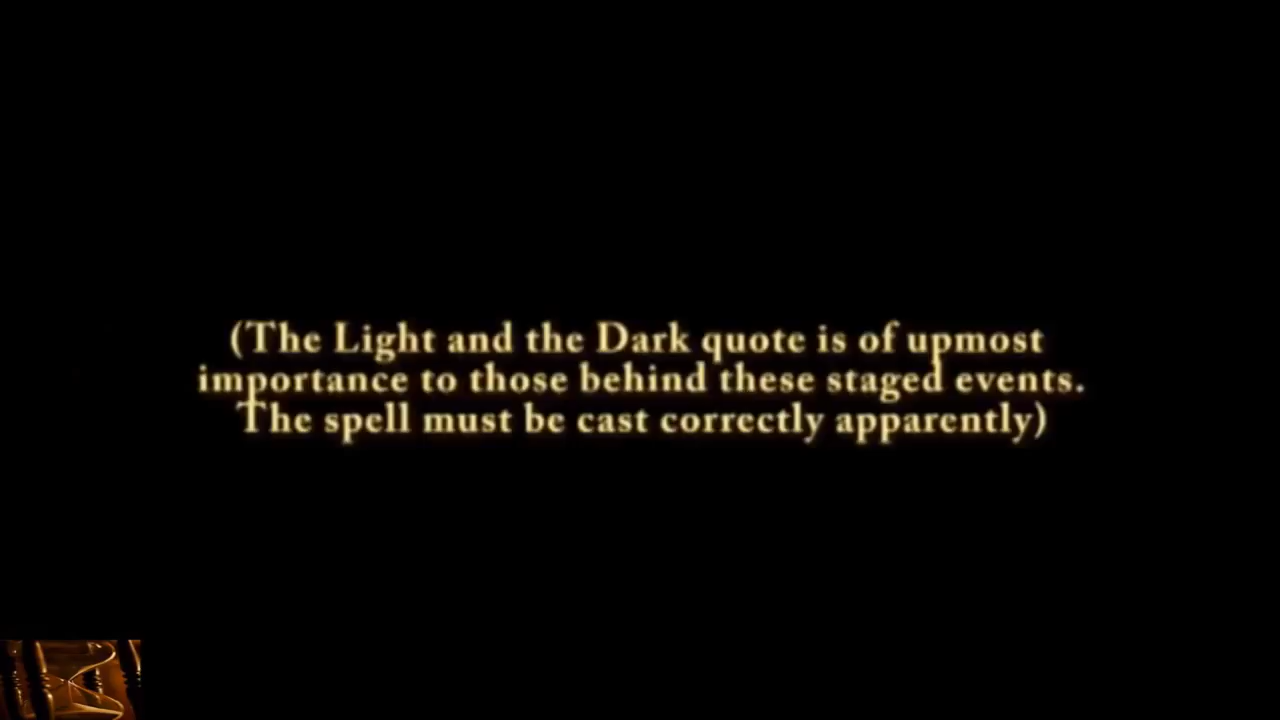 (The Light and the Dark quote is of upmost
importance to those behind these staged events.
The spell must be cast correctly apparently)